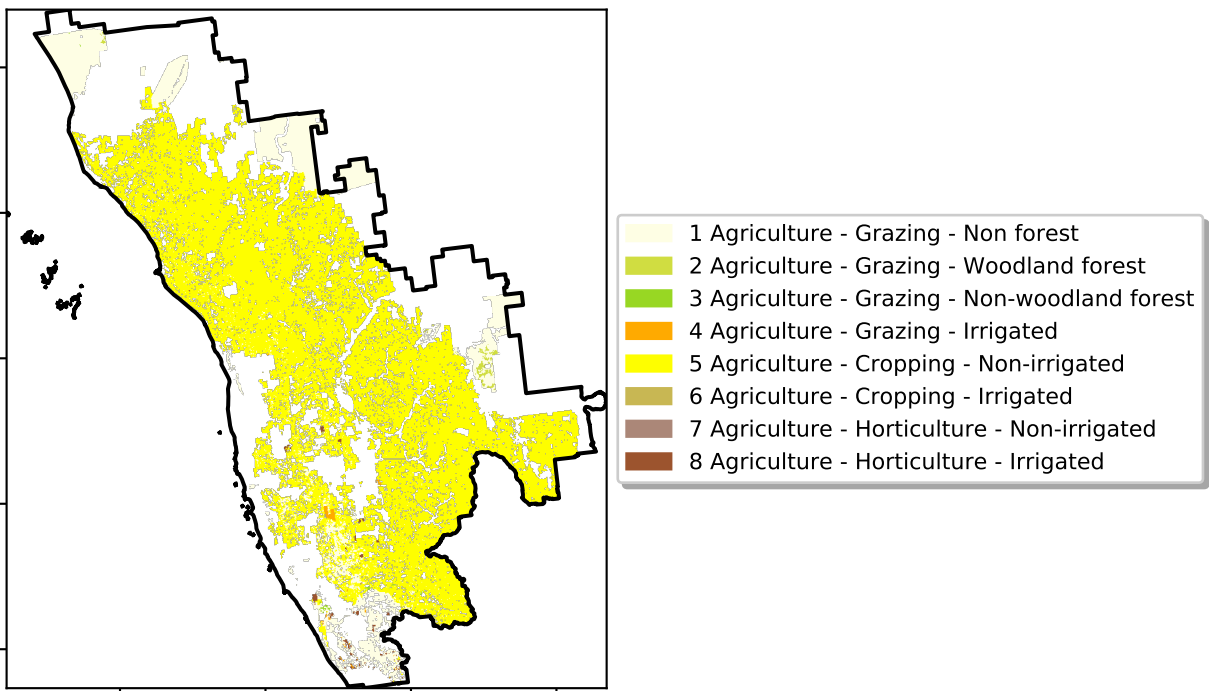 1 Agriculture - Grazing - Non forest
2 Agriculture - Grazing - Woodland forest
3 Agriculture - Grazing - Non-woodland forest
4 Agriculture - Grazing - Irrigated
5 Agriculture - Cropping - Non-irrigated
6 Agriculture - Cropping - Irrigated
7 Agriculture - Horticulture - Non-irrigated
8 Agriculture - Horticulture - Irrigated